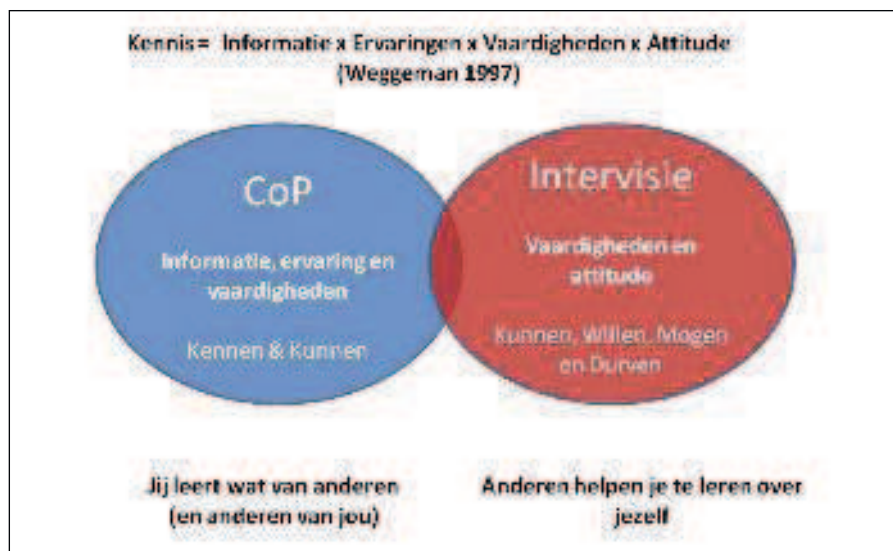 Kennis = Informatie x Ervaringen x Vaardigheden x Attitude
(Weggeman 1997)
CoP
Informatie, ervaring en
vaardigheden
Kennen & Kunnen
Intervisie
Vaardigheden en
attitude
Kunnen, Willen, Mogen
en Durven
Jij leert wat van anderen
(en anderen van jou)
Anderen helpen je te leren over
jezelf